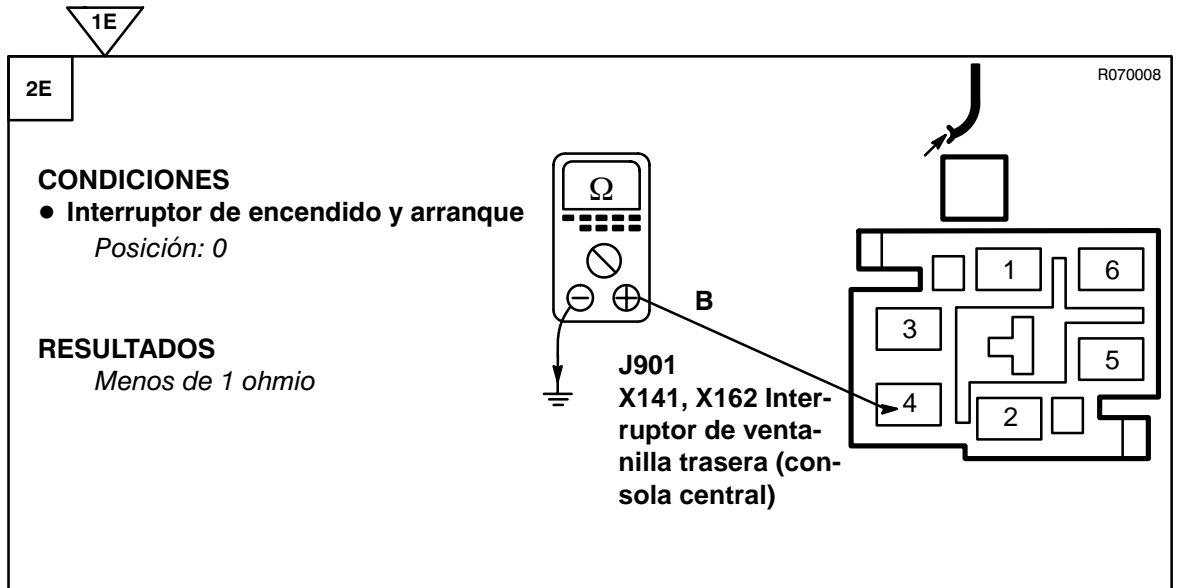 1E
2E
R070008
CONDICIONES
● Interruptor de encendido y arranque
Posición: 0
RESULTADOS
Menos de 1 ohmio
Ω
B
J901
X141, X162 Inter-
ruptor de venta-
nilla trasera (con-
sola central)
1
6
3
5
4
2